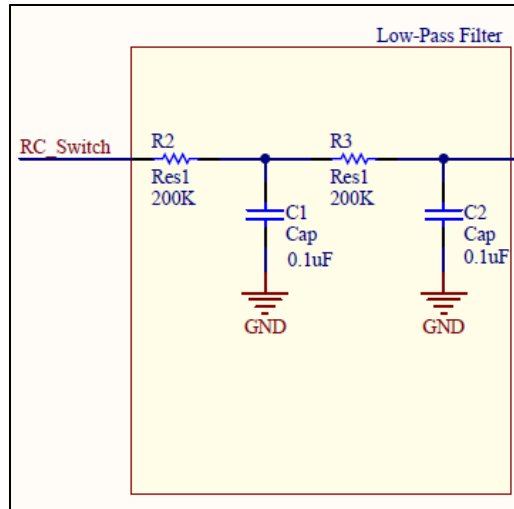 Low-Pass Filter
RC_Switch
R2
Res1
200K
R3
Res1
200K
C1
Cap
0.1uF
C2
Cap
0.1uF
GND
GND